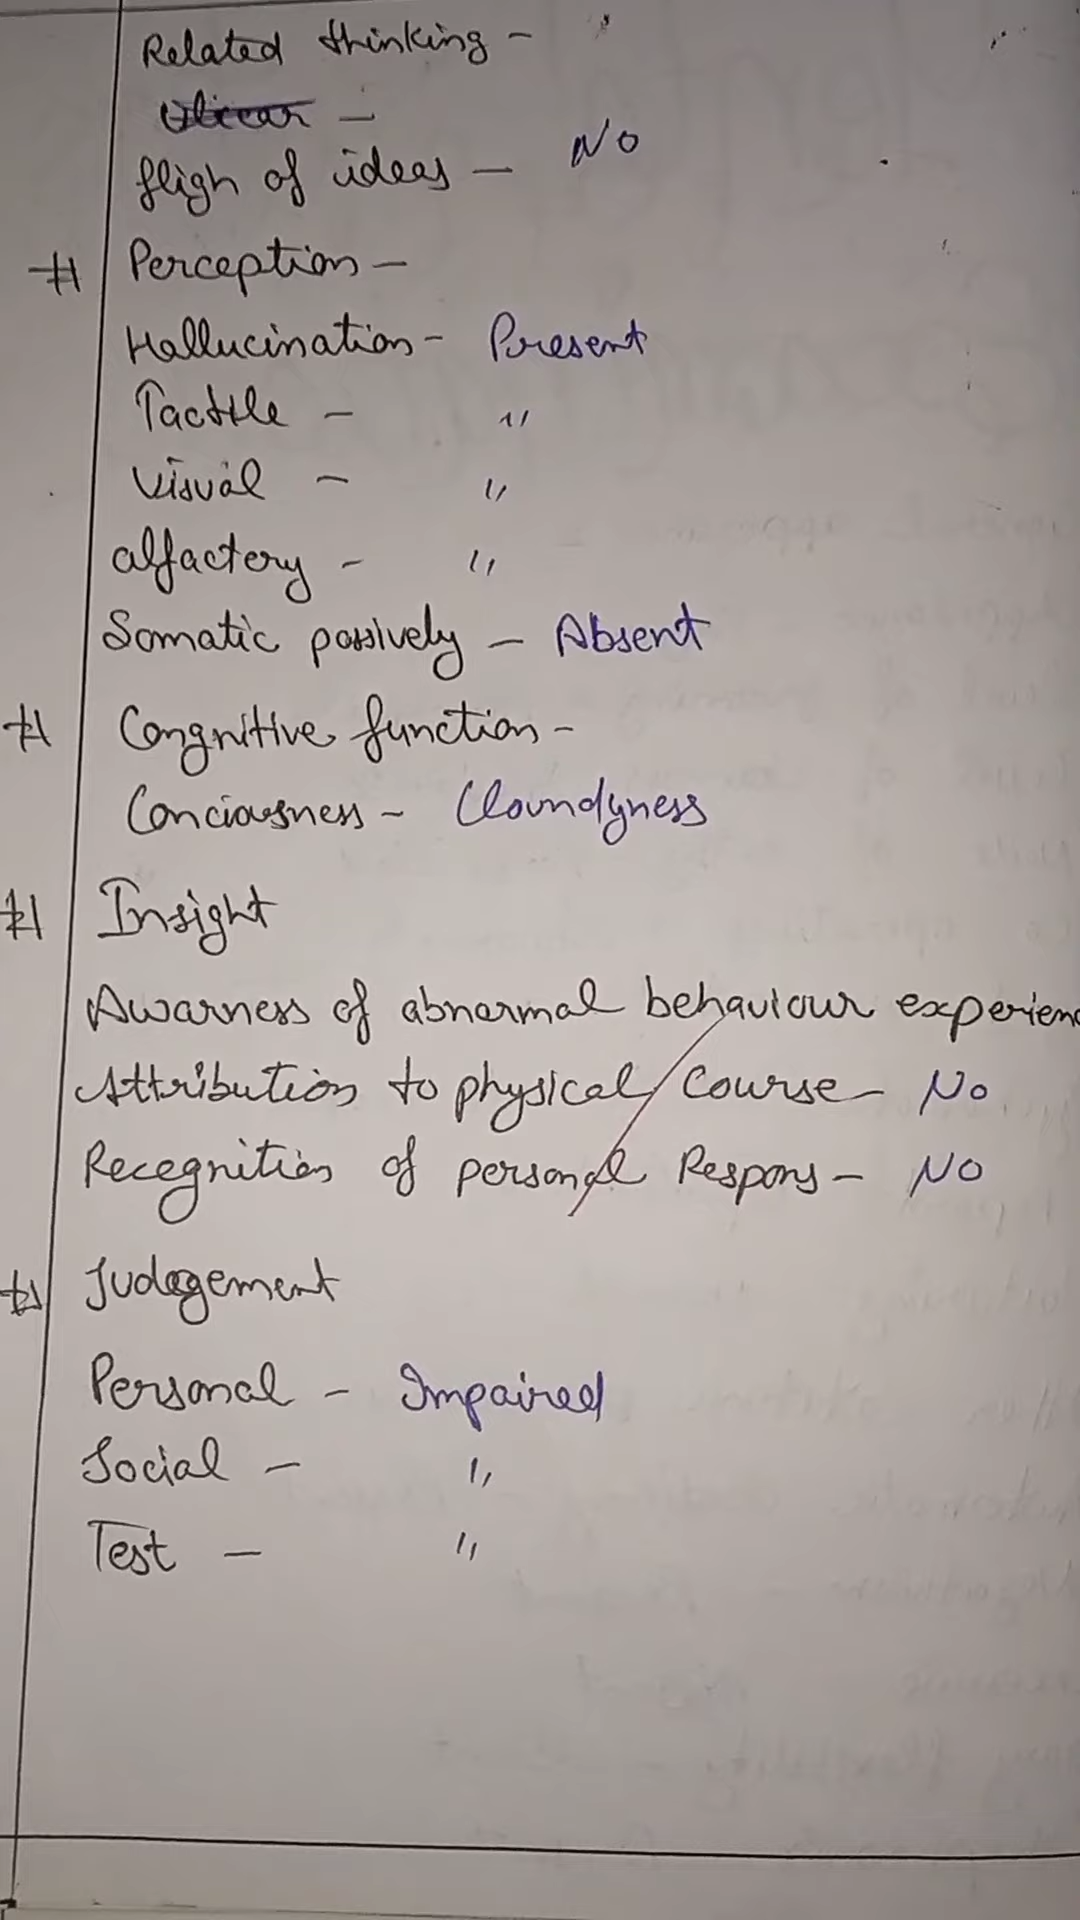 Related thinking -
fligh of ideas - No
# Perception -
Hallucination - Present
Tactile - "
Visual - "
alfactory - "
Somatic passively - Absent
# Congnitive function -
Conciousness - Cloundyness
# Insight
Awarness of abnormal behaviour experien
Attribution to physical course - No
Recegnition of personal Respons - No
# Judegement
Personal - Impaired
Social - "
Test - "